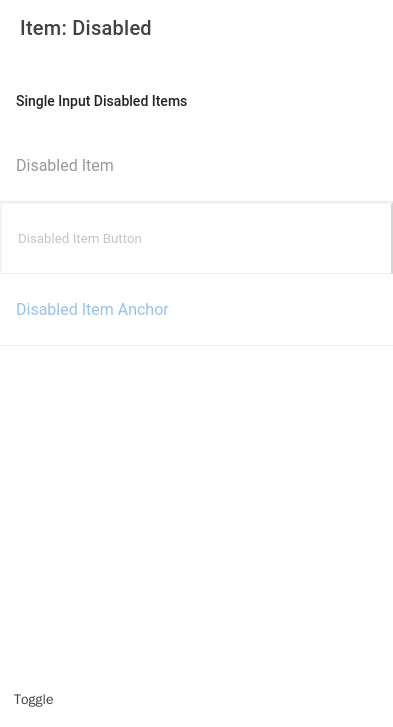 Item: Disabled
Single Input Disabled Items
Disabled Item
Disabled Item Button
Disabled Item Anchor
Toggle